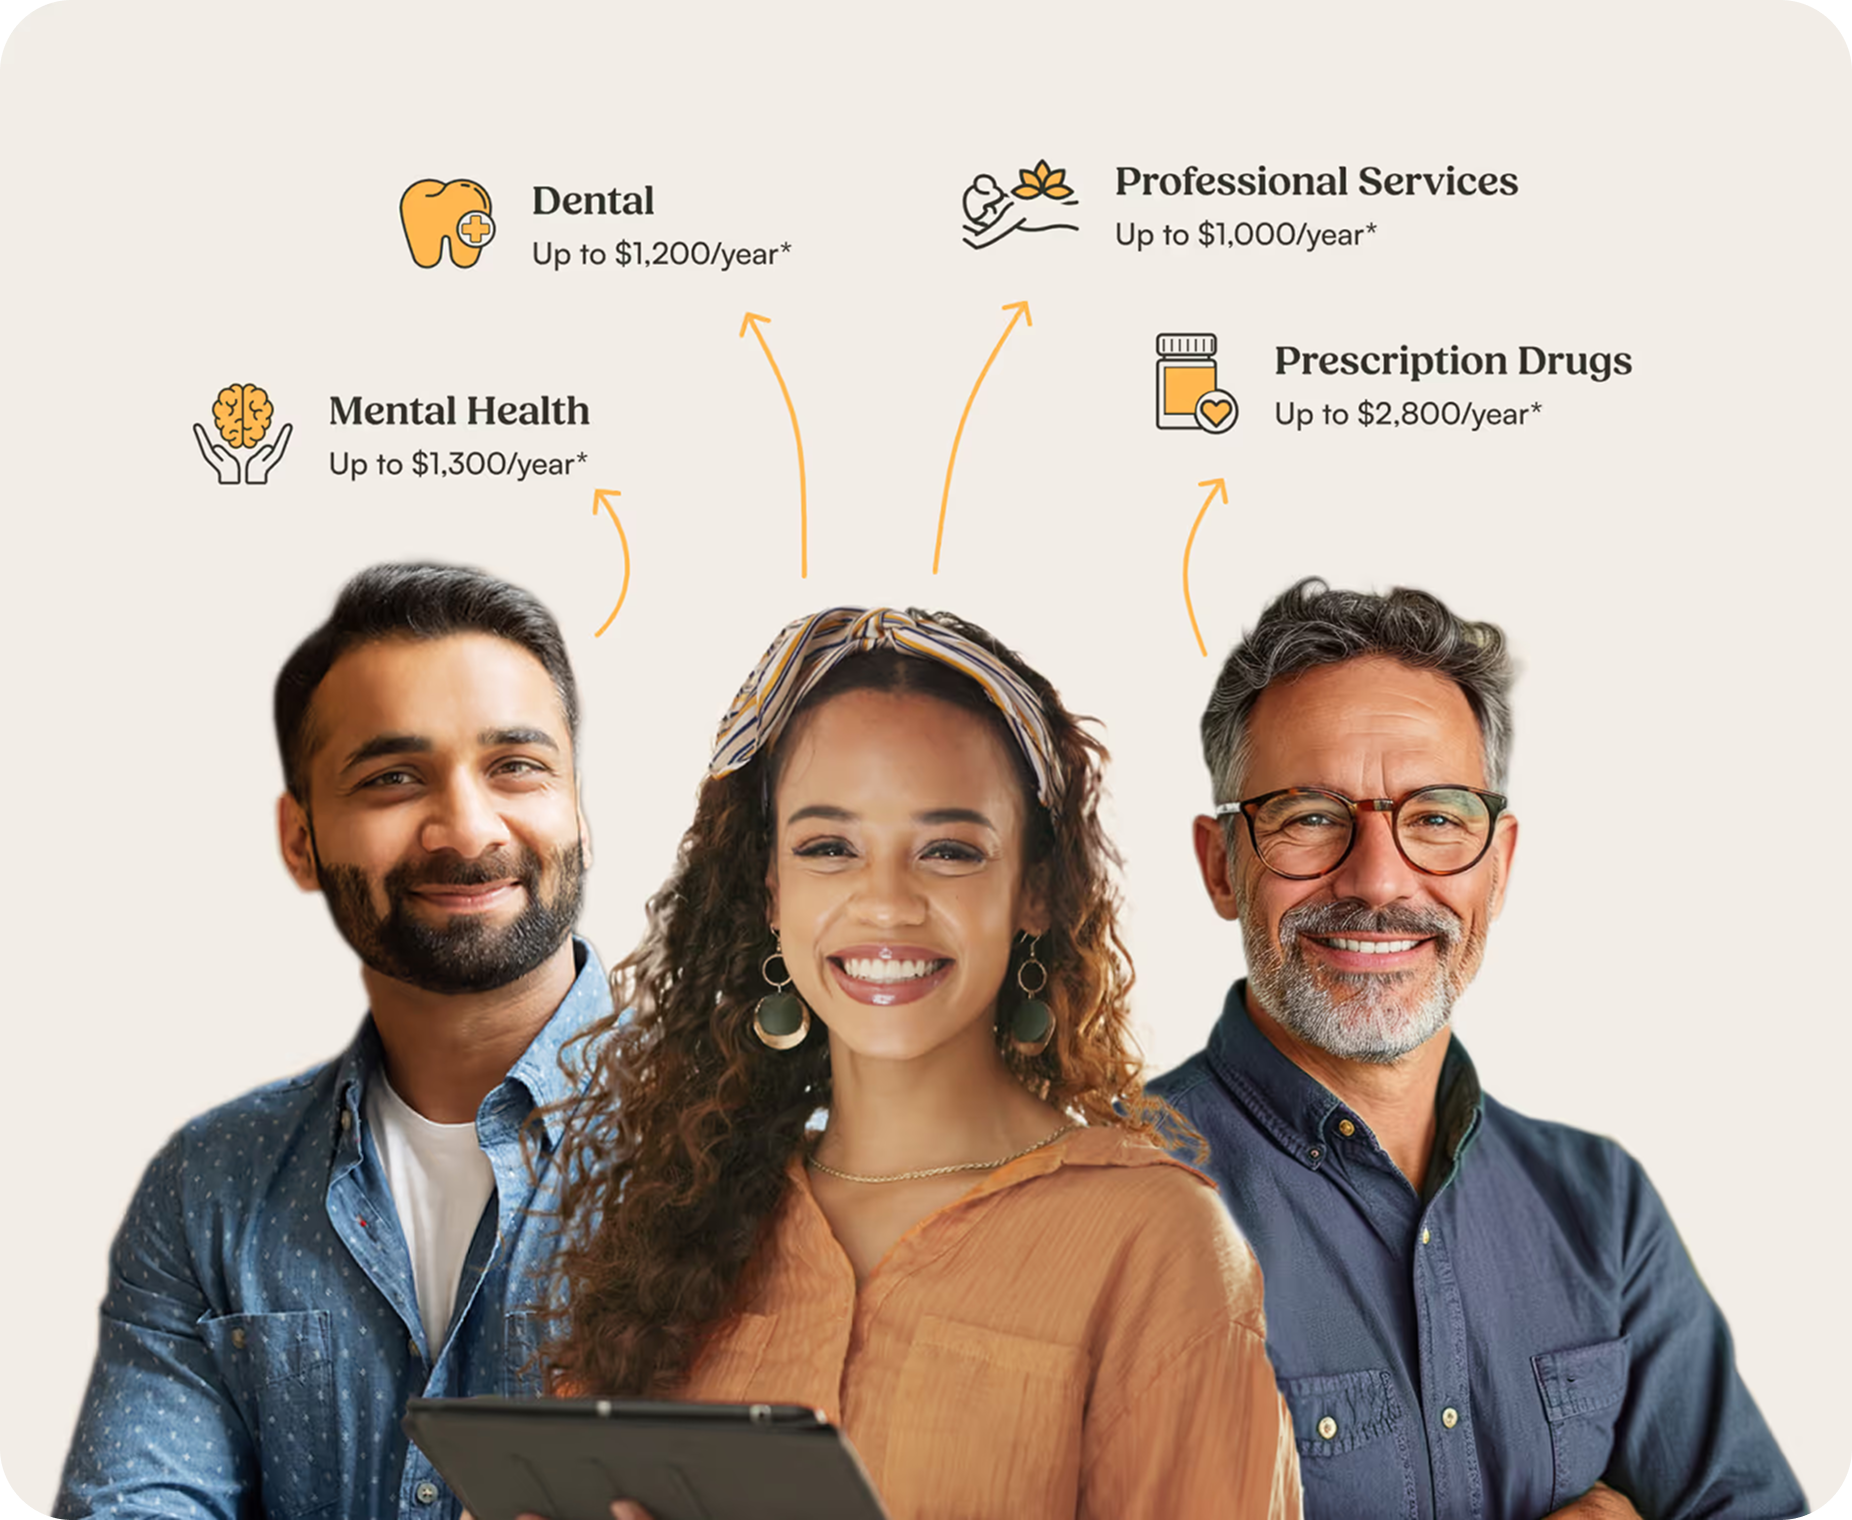 Dental
Up to $1,200/year*
Professional Services
Up to $1,000/year*
Mental Health
Up to $1,300/year*
Prescription Drugs
Up to $2,800/year*